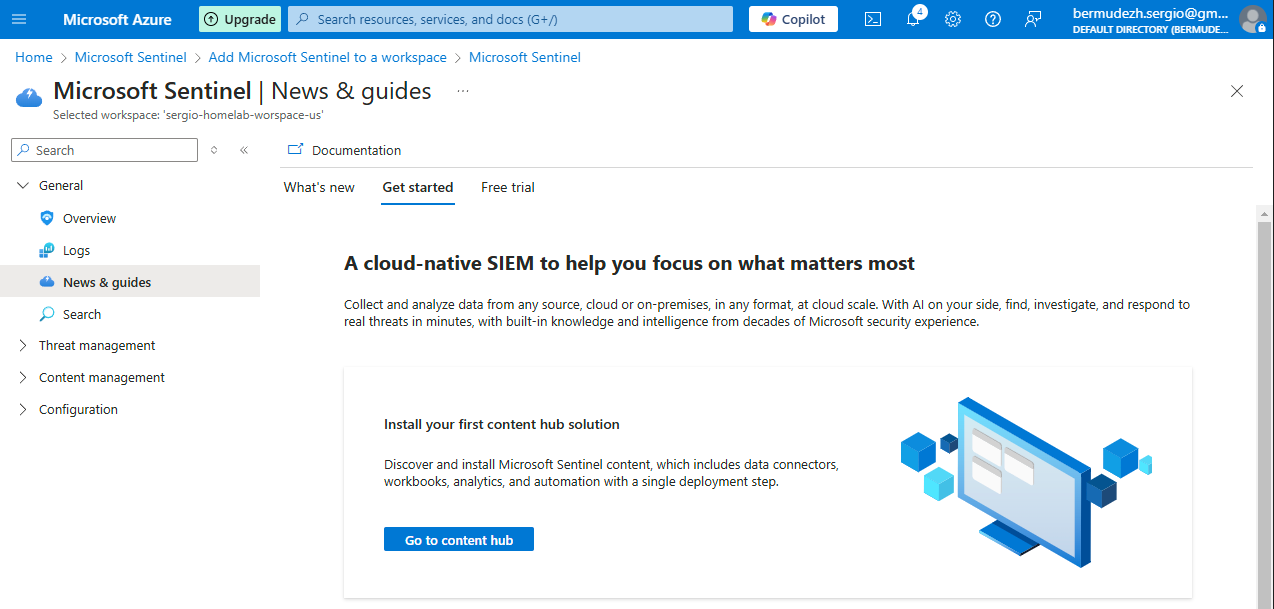 Microsoft Azure
Upgrade
Search resources, services, and docs (G+/)
Copilot
4
bermudezh.sergio@gm...
DEFAULT DIRECTORY (BERMUDE...
Home > Microsoft Sentinel > Add Microsoft Sentinel to a workspace > Microsoft Sentinel
Microsoft Sentinel | News & guides ...
Selected workspace: 'sergio-homelab-worspace-us'
Search
Documentation
General
What's new
Get started
Free trial
Overview
Logs
News & guides
Search
Threat management
Content management
Configuration
A cloud-native SIEM to help you focus on what matters most
Collect and analyze data from any source, cloud or on-premises, in any format, at cloud scale. With AI on your side, find, investigate, and respond to
real threats in minutes, with built-in knowledge and intelligence from decades of Microsoft security experience.
Install your first content hub solution
Discover and install Microsoft Sentinel content, which includes data connectors,
workbooks, analytics, and automation with a single deployment step.
Go to content hub